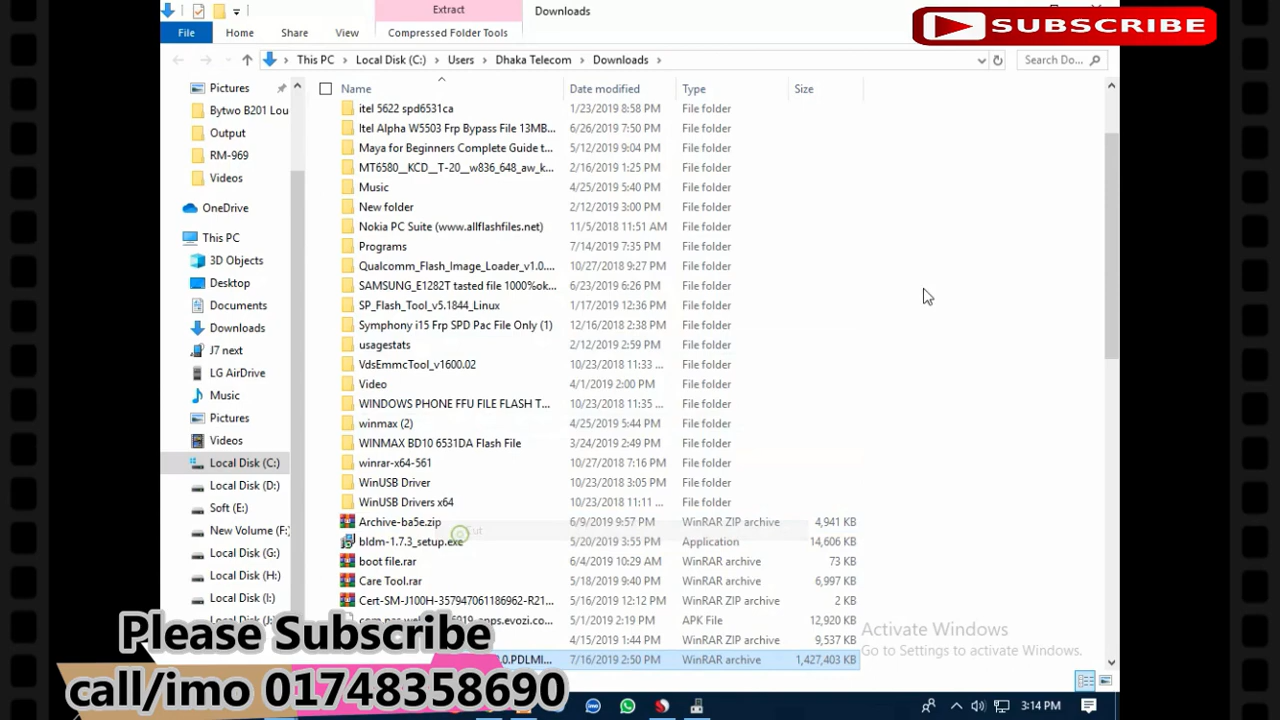 Extract
Downloads
SUBSCRIBE
File
Home
Share
View
Compressed Folder Tools
This PC
Local Disk (C:)
Users
Dhaka Telecom
Downloads
Search Do...
Name
Date modified
Type
Size
Pictures
Bytwo B201 Lou
Output
RM-969
Videos
OneDrive
This PC
3D Objects
Desktop
Documents
Downloads
J7 next
LG AirDrive
Music
Pictures
Videos
Local Disk (C:)
Local Disk (D:)
Soft (E:)
New Volume (F:)
Local Disk (G:)
Local Disk (H:)
Local Disk (I:)
itel 5622 spd6531ca 1/23/2019 8:58 PM File folder
Itel Alpha W5503 Frp Bypass File 13MB... 6/26/2019 7:50 PM File folder
Maya for Beginners Complete Guide t... 5/12/2019 9:04 PM File folder
MT6580__KCD__T-20__w836_648_aw_k... 2/16/2019 1:25 PM File folder
Music 4/25/2019 5:40 PM File folder
New folder 2/12/2019 3:00 PM File folder
Nokia PC Suite (www.allflashfiles.net) 11/5/2018 11:51 AM File folder
Programs 7/14/2019 7:35 PM File folder
Qualcomm_Flash_Image_Loader_v1.0.... 10/27/2018 9:27 PM File folder
SAMSUNG_E1282T tasted file 1000%ok... 6/23/2019 6:26 PM File folder
SP_Flash_Tool_v5.1844_Linux 1/17/2019 12:36 PM File folder
Symphony i15 Frp SPD Pac File Only (1) 12/16/2018 2:38 PM File folder
usagestats 2/12/2019 2:59 PM File folder
VdsEmmcTool_v1600.02 10/23/2018 11:33 ... File folder
Video 4/1/2019 2:00 PM File folder
WINDOWS PHONE FFU FILE FLASH T... 10/23/2018 11:35 ... File folder
winmax (2) 4/25/2019 5:44 PM File folder
WINMAX BD10 6531DA Flash File 3/24/2019 2:49 PM File folder
winrar-x64-561 10/27/2018 7:16 PM File folder
WinUSB Driver 10/23/2018 3:05 PM File folder
WinUSB Drivers x64 10/23/2018 11:11 ... File folder
Archive-ba5e.zip 6/9/2019 9:57 PM WinRAR ZIP archive 4,941 KB
Cut
bldm-1.7.3_setup.exe 5/20/2019 3:55 PM Application 14,606 KB
boot file.rar 6/4/2019 10:29 AM WinRAR archive 73 KB
Care Tool.rar 5/18/2019 9:40 PM WinRAR archive 6,997 KB
Cert-SM-J100H-357947061186962-R21... 5/16/2019 12:12 PM WinRAR ZIP archive 2 KB
6919-apps.evozi.co... 5/1/2019 2:19 PM APK File 12,920 KB
4/15/2019 1:44 PM WinRAR ZIP archive 9,537 KB
.0.PDLMI... 7/16/2019 2:50 PM WinRAR archive 1,427,403 KB
Activate Windows
Go to Settings to activate Windows.
Please Subscribe
call/imo 01748358690
3:14 PM